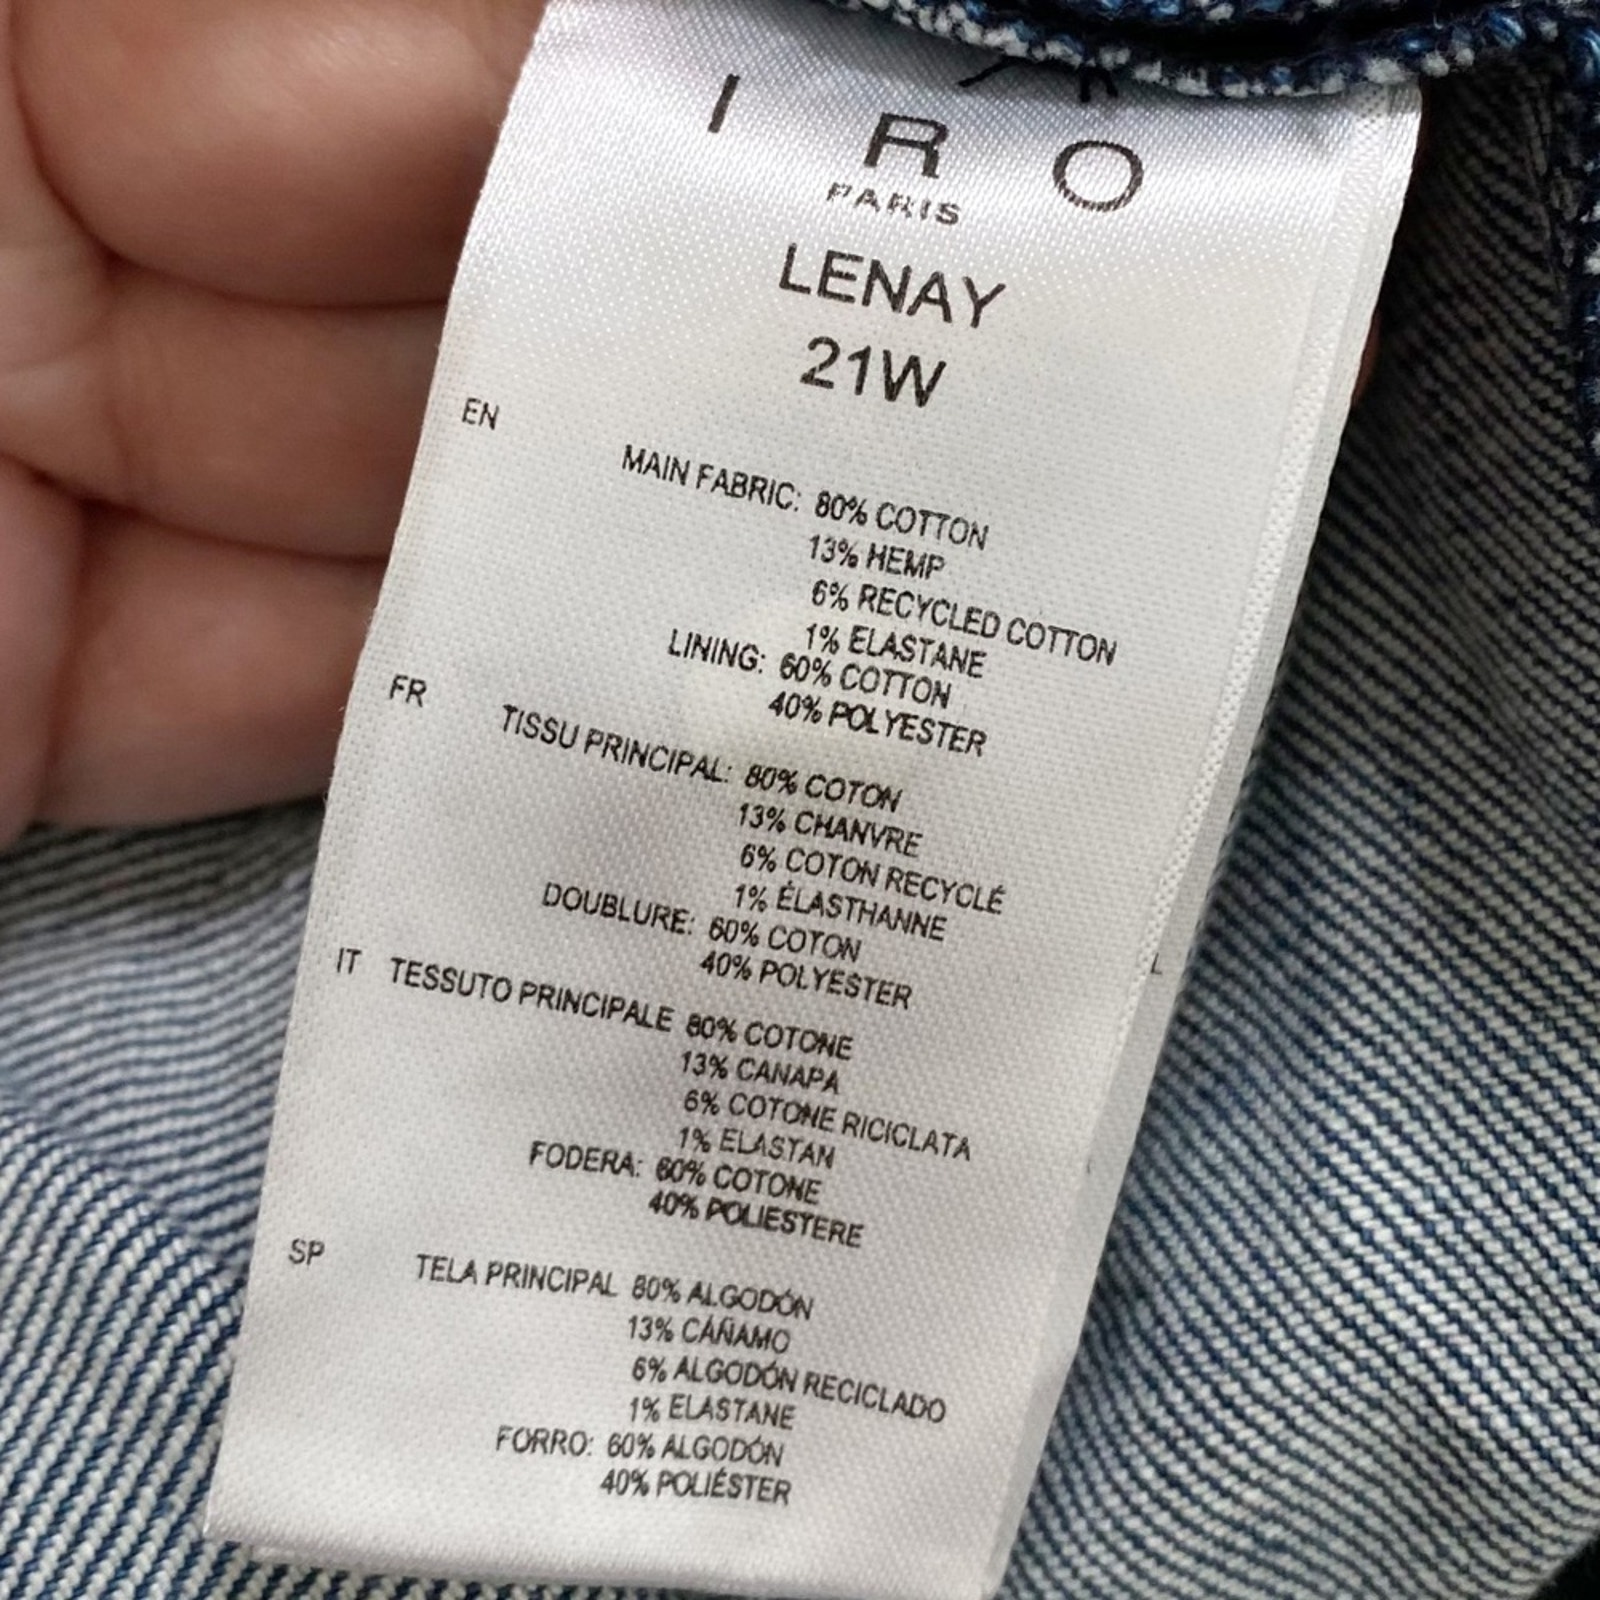 I R O
PARIS
LENAY
21W
EN
MAIN FABRIC: 80% COTTON
13% HEMP
6% RECYCLED COTTON
1% ELASTANE
LINING: 60% COTTON
40% POLYESTER
FR
TISSU PRINCIPAL: 80% COTON
13% CHANVRE
6% COTON RECYCLÉ
1% ÉLASTHANNE
DOUBLURE: 60% COTON
40% POLYESTER
IT TESSUTO PRINCIPALE 80% COTONE
13% CANAPA
6% COTONE RICICLATA
1% ELASTAN
FODERA: 60% COTONE
40% POLIESTERE
SP
TELA PRINCIPAL 80% ALGODÓN
13% CÁÑAMO
6% ALGODÓN RECICLADO
1% ELASTANE
FORRO: 60% ALGODÓN
40% POLIÉSTER